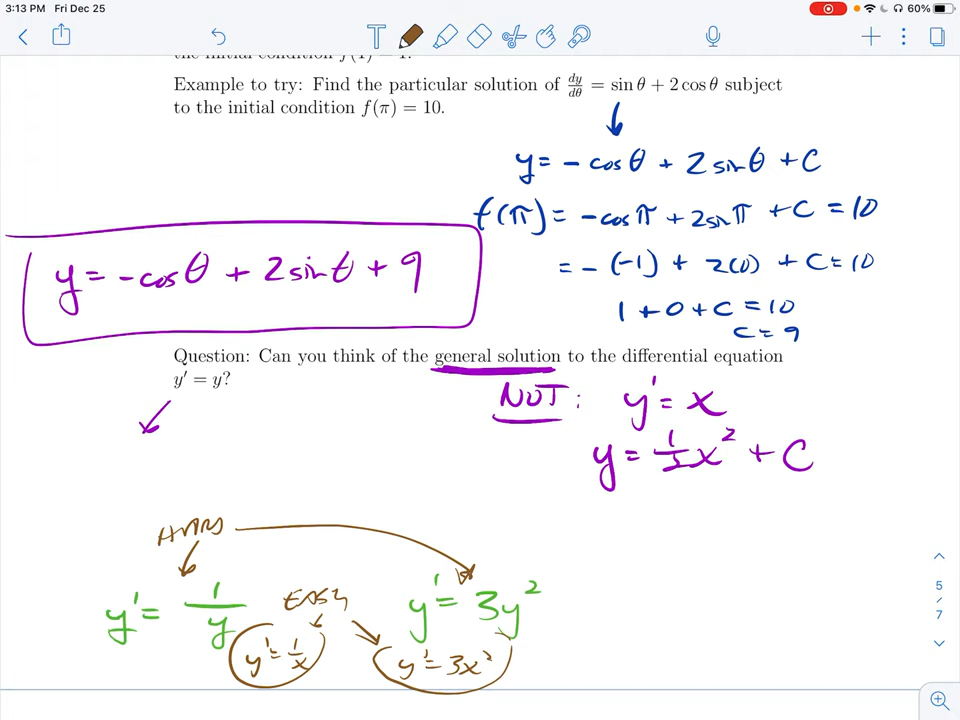 3:13 PM Fri Dec 25
60%
the initial condition f(1) = 1.
Example to try: Find the particular solution of dy/dθ = sin θ + 2 cos θ subject
to the initial condition f(π) = 10.
y = -cos θ + 2 sin θ + C
f(π) = -cos π + 2 sin π + C = 10
= -(-1) + 2(0) + C = 10
1 + 0 + C = 10
C = 9
y = -cos θ + 2 sin θ + 9
Question: Can you think of the general solution to the differential equation
y' = y?
NOT: y' = x
y = 1/2 x² + C
HARD
y' = 1/y
EASY
y' = 3y²
y' = 1/x
y' = 3x²
5
/
7